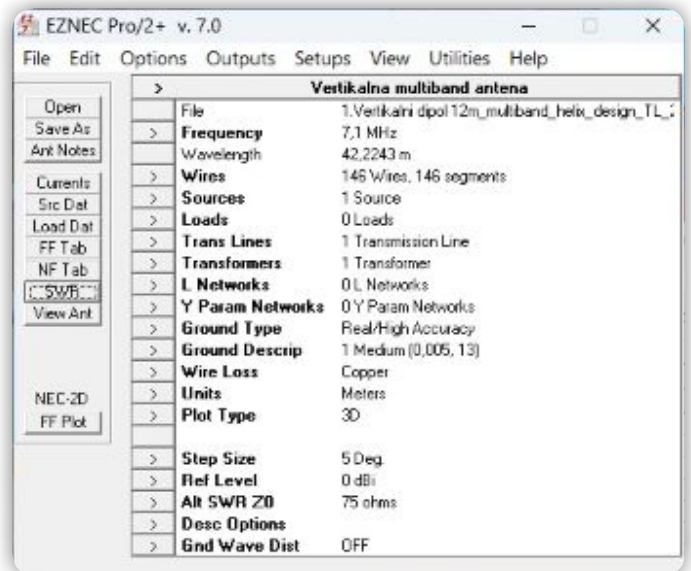 EZNEC Pro/2+ v. 7.0
File Edit Options Outputs Setups View Utilities Help
Open
Save As
Ant Notes
Currents
Src Dat
Load Dat
FF Tab
NF Tab
SWR
View Ant
NEC-2D
FF Plot
> Vertikalna multiband antena
File 1.Vertikalni dipol 12m_multiband_helix_design_TL_
> Frequency 7,1 MHz
Wavelength 42,2243 m
> Wires 146 Wires, 146 segments
> Sources 1 Source
> Loads 0 Loads
> Trans Lines 1 Transmission Line
> Transformers 1 Transformer
> L Networks 0 L Networks
> Y Param Networks 0 Y Param Networks
> Ground Type Real/High Accuracy
> Ground Descrip 1 Medium (0,005, 13)
> Wire Loss Copper
> Units Meters
> Plot Type 3D
> Step Size 5 Deg.
> Ref Level 0 dBi
> Alt SWR Z0 75 ohms
> Desc Options
> Gnd Wave Dist OFF